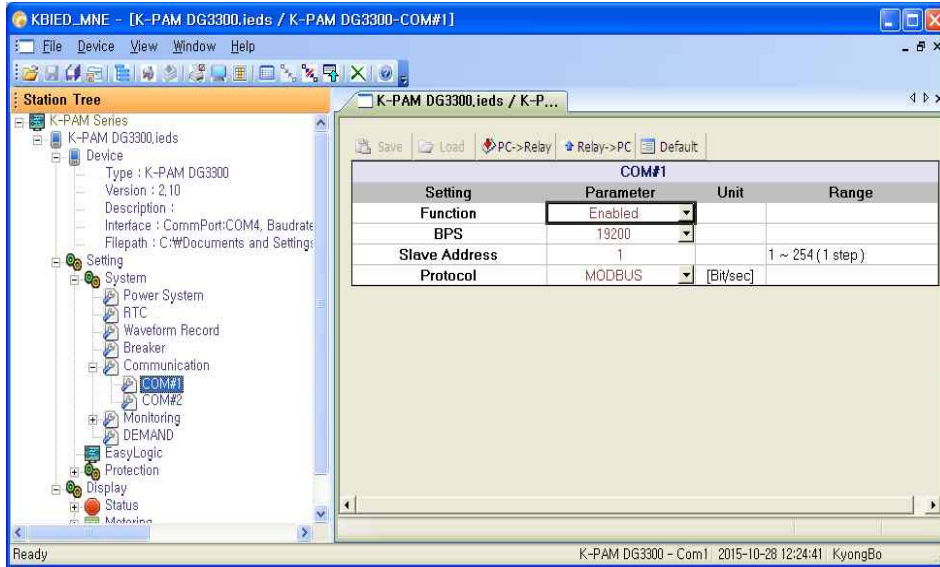 KBIED_MNE - [K-PAM DG3300.ieds / K-PAM DG3300-COM#1]
File Device View Window Help
Station Tree
K-PAM Series
K-PAM DG3300.ieds
Device
Type : K-PAM DG3300
Version : 2.10
Description :
Interface : CommPort:COM4, Baudrate
Filepath : C:₩Documents and Settings
Setting
System
Power System
RTC
Waveform Record
Breaker
Communication
COM#1
COM#2
Monitoring
DEMAND
EasyLogic
Protection
Display
Status
Metering
K-PAM DG3300.ieds / K-P...
Save Load PC->Relay Relay->PC Default
COM#1
Setting Parameter Unit Range
Function Enabled
BPS 19200
Slave Address 1 1 ~ 254 ( 1 step )
Protocol MODBUS [Bit/sec]
Ready K-PAM DG3300 - Com1 2015-10-28 12:24:41 KyongBo